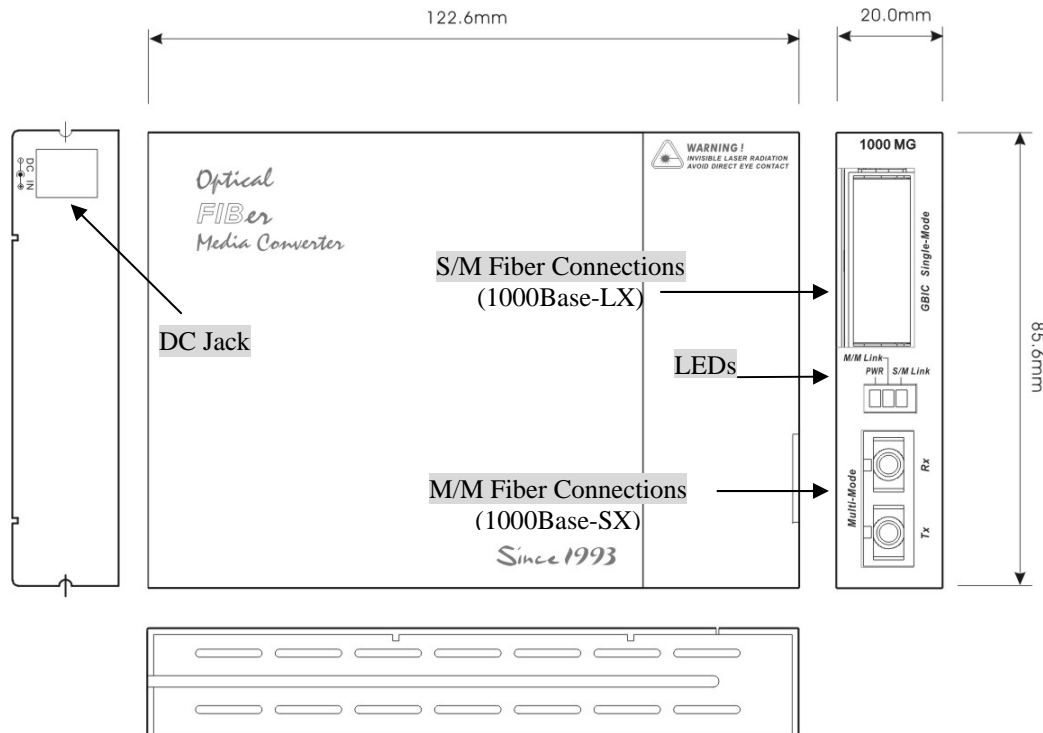 122.6mm
20.0mm
DC IN
Optical
FIBer
Media Converter
WARNING !
INVISIBLE LASER RADIATION
AVOID DIRECT EYE CONTACT
1000 MG
GBIC Single-Mode
S/M Fiber Connections
(1000Base-LX)
DC Jack
85.6mm
LEDs
M/M Link
PWR
S/M Link
M/M Fiber Connections
(1000Base-SX)
Multi-Mode
Rx
Tx
Since 1993